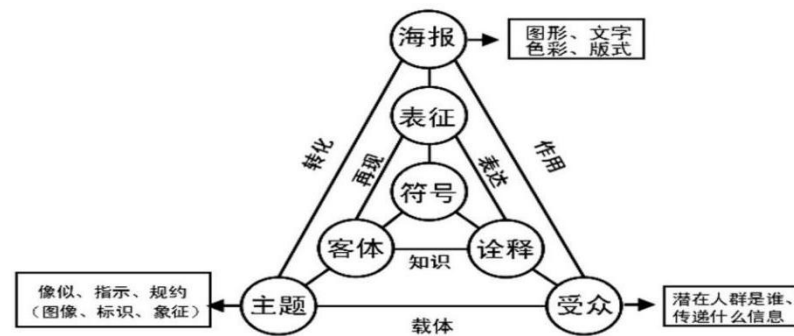 海报
图形、文字
色彩、版式
表征
转化
再现
表达
作用
符号
客体
知识
诠释
像似、指示、规约
（图像、标识、象征）
主题
载体
受众
潜在人群是谁、
传递什么信息